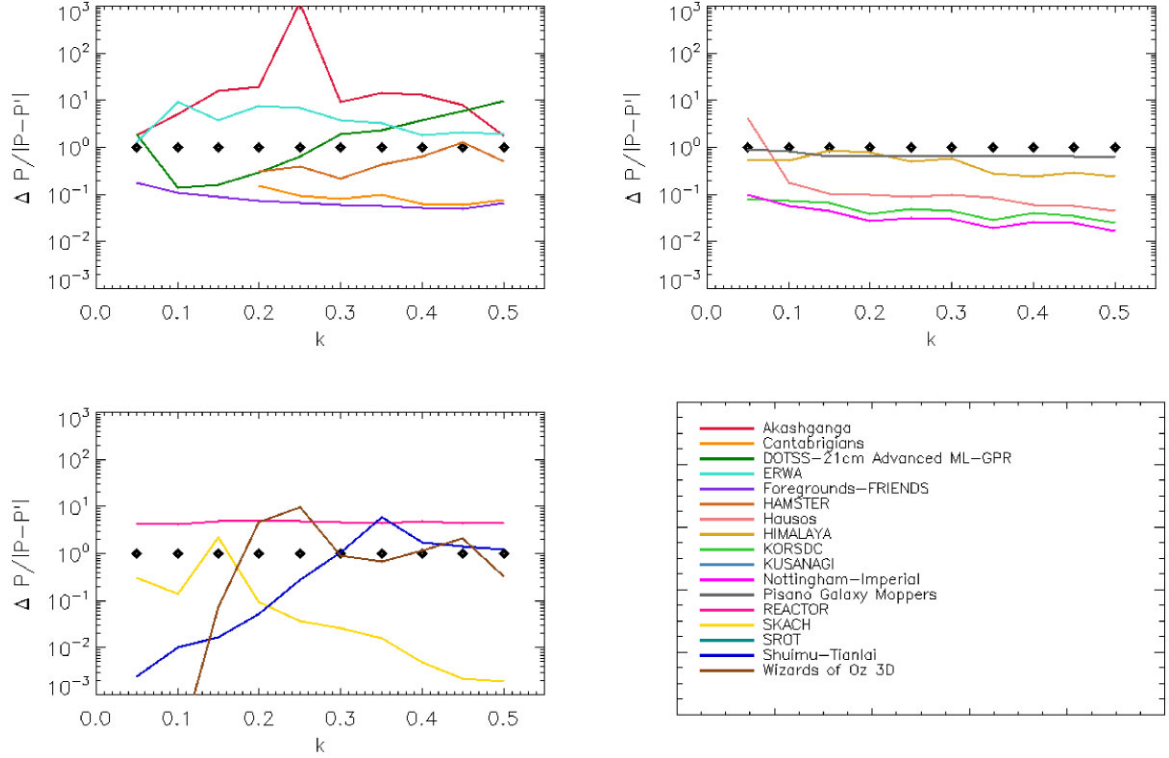 10³
10²
10¹
10⁰
10⁻¹
10⁻²
10⁻³
Δ P/|P-P'|
0.0 0.1 0.2 0.3 0.4 0.5
k
10³
10²
10¹
10⁰
10⁻¹
10⁻²
10⁻³
Δ P/|P-P'|
0.0 0.1 0.2 0.3 0.4 0.5
k
10³
10²
10¹
10⁰
10⁻¹
10⁻²
10⁻³
Δ P/|P-P'|
0.0 0.1 0.2 0.3 0.4 0.5
k
Akashganga
Cantabrigians
DOTSS-21cm Advanced ML-GPR
ERWA
Foregrounds-FRIENDS
HAMSTER
Hausos
HIMALAYA
KORSDC
KUSANAGI
Nottingham-Imperial
Pisano Galaxy Moppers
REACTOR
SKACH
SROT
Shuimu-Tianlai
Wizards of Oz 3D